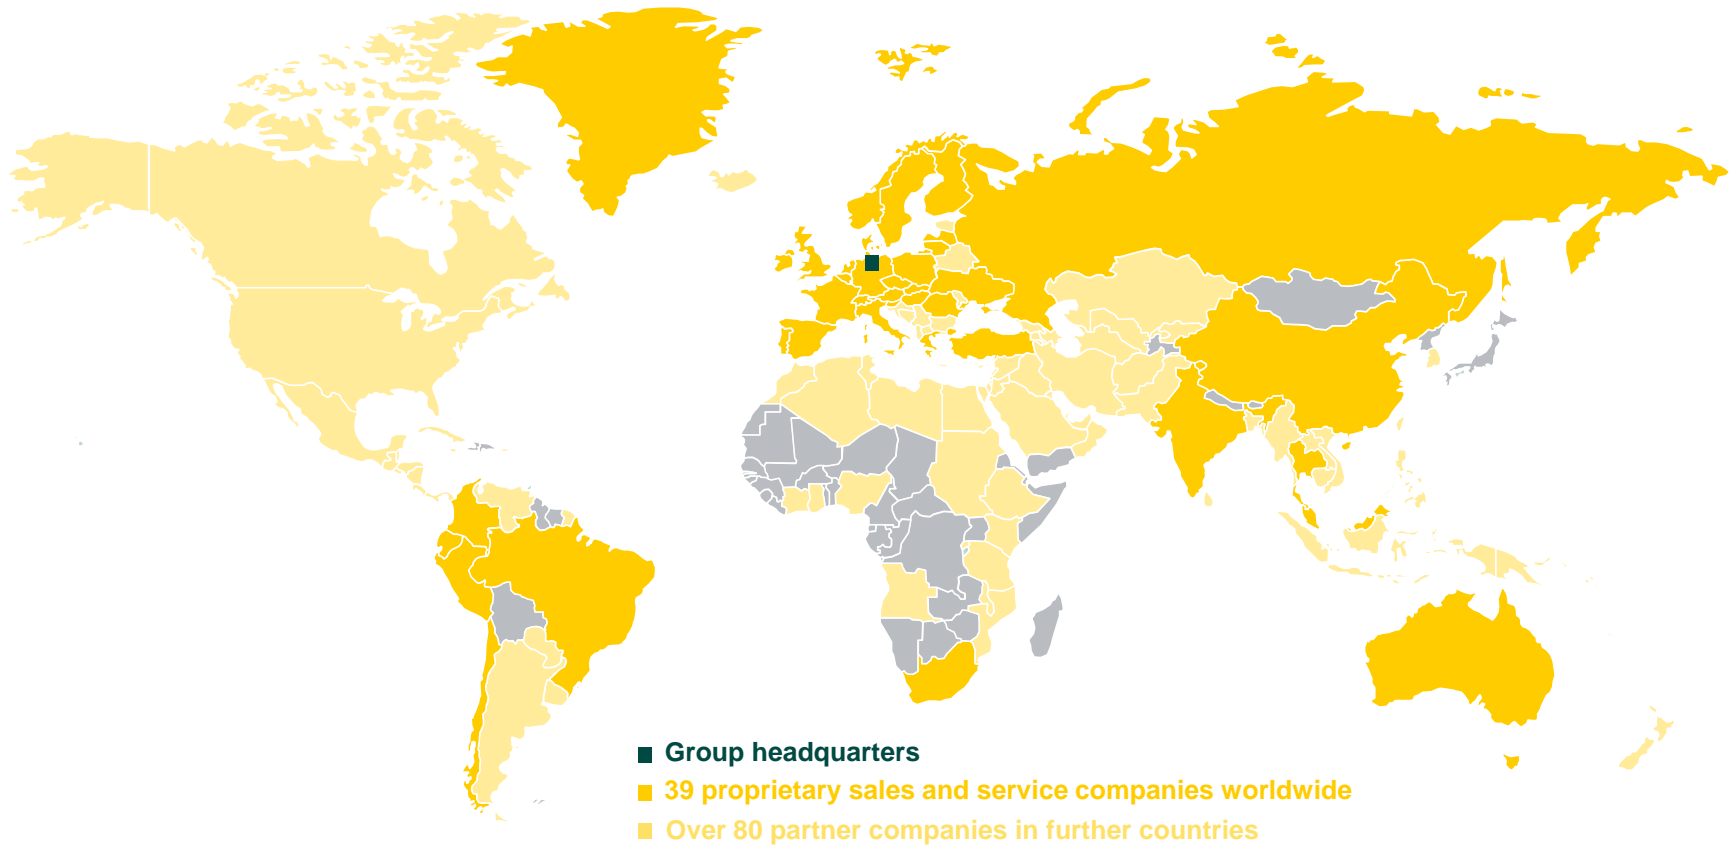 Group headquarters
39 proprietary sales and service companies worldwide
Over 80 partner companies in further countries